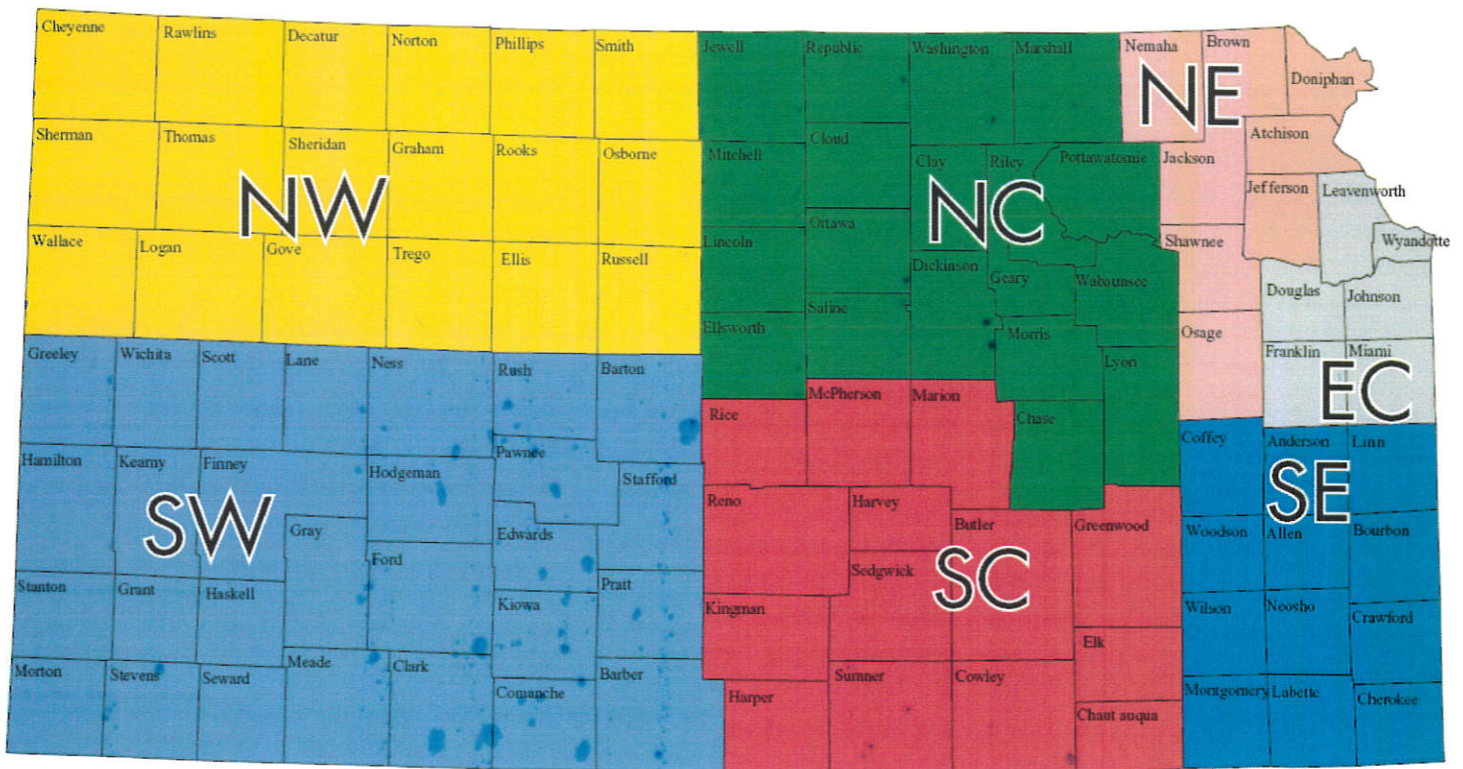 Cheyenne
Rawlins
Decatur
Norton
Phillips
Smith
Jewell
Republic
Washington
Marshall
Nemaha
Brown
Doniphan
NE
Sherman
Thomas
Sheridan
Graham
Rooks
Osborne
Mitchell
Cloud
Clay
Riley
Pottawatomie
Jackson
Atchison
Jefferson
Leavenworth
NW
NC
Wallace
Logan
Gove
Trego
Ellis
Russell
Lincoln
Ottawa
Dickinson
Geary
Wabaunsee
Shawnee
Wyandotte
Douglas
Johnson
Ellsworth
Saline
Morris
Lyon
Osage
Franklin
Miami
EC
Greeley
Wichita
Scott
Lane
Ness
Rush
Barton
Rice
McPherson
Marion
Chase
Coffey
Anderson
Linn
Hamilton
Kearny
Finney
Hodgeman
Pawnee
Stafford
SW
SE
Reno
Harvey
Butler
Greenwood
Woodson
Allen
Bourbon
Gray
Ford
Edwards
Sedgwick
SC
Stanton
Grant
Haskell
Kiowa
Pratt
Kingman
Elk
Wilson
Neosho
Crawford
Morton
Stevens
Seward
Meade
Clark
Comanche
Barber
Harper
Sumner
Cowley
Chaut auqua
Montgomery
Labette
Cherokee